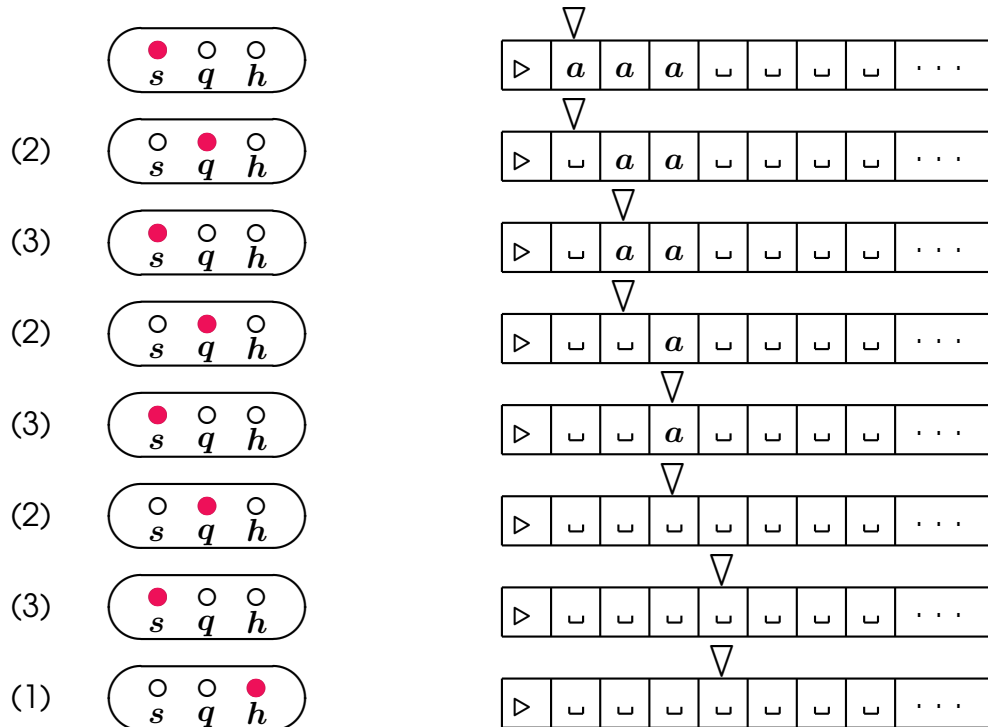 s q h ▷ a a a ␣ ␣ ␣ ␣ · · ·
(2) s q h ▷ ␣ a a ␣ ␣ ␣ ␣ · · ·
(3) s q h ▷ ␣ a a ␣ ␣ ␣ ␣ · · ·
(2) s q h ▷ ␣ ␣ a ␣ ␣ ␣ ␣ · · ·
(3) s q h ▷ ␣ ␣ a ␣ ␣ ␣ ␣ · · ·
(2) s q h ▷ ␣ ␣ ␣ ␣ ␣ ␣ ␣ · · ·
(3) s q h ▷ ␣ ␣ ␣ ␣ ␣ ␣ ␣ · · ·
(1) s q h ▷ ␣ ␣ ␣ ␣ ␣ ␣ ␣ · · ·